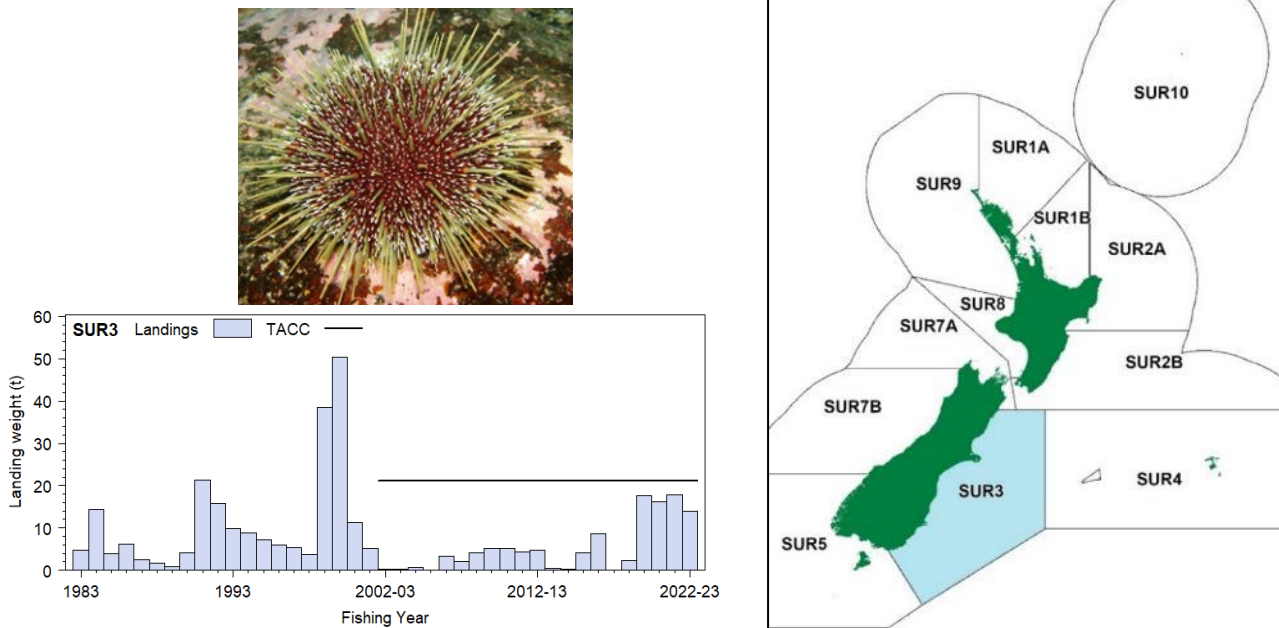 SUR3 Landings TACC
60
50
40
30
20
10
0
Landing weight (t)
1983 1993 2002-03 2012-13 2022-23
Fishing Year
SUR10
SUR1A
SUR9
SUR1B
SUR2A
SUR8
SUR7A
SUR2B
SUR7B
SUR4
SUR3
SUR5